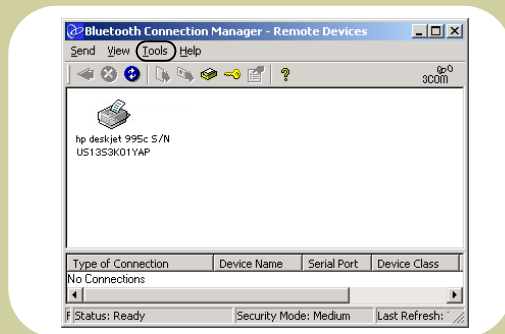 Bluetooth Connection Manager - Remote Devices
Send View Tools Help
3com
hp deskjet 995c S/N
US13S3K01YAP
Type of Connection Device Name Serial Port Device Class
No Connections
F Status: Ready Security Mode: Medium Last Refresh: